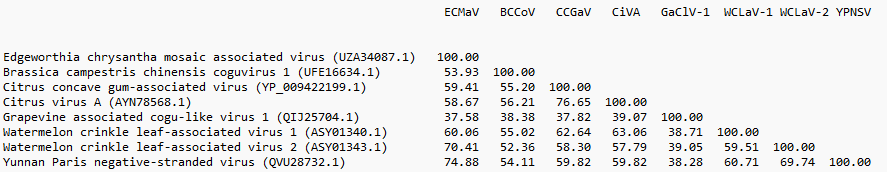 ECMaV BCCoV CCGaV CiVA GaClV-1 WCLaV-1 WCLaV-2 YPNSV
Edgeworthia chrysantha mosaic associated virus (UZA34087.1) 100.00
Brassica campestris chinensis coguvirus 1 (UFE16634.1) 53.93 100.00
Citrus concave gum-associated virus (YP_009422199.1) 59.41 55.20 100.00
Citrus virus A (AYN78568.1) 58.67 56.21 76.65 100.00
Grapevine associated cogu-like virus 1 (QIJ25704.1) 37.58 38.38 37.82 39.07 100.00
Watermelon crinkle leaf-associated virus 1 (ASY01340.1) 60.06 55.02 62.64 63.06 38.71 100.00
Watermelon crinkle leaf-associated virus 2 (ASY01343.1) 70.41 52.36 58.30 57.79 39.05 59.51 100.00
Yunnan Paris negative-stranded virus (QVU28732.1) 74.88 54.11 59.82 59.82 38.28 60.71 69.74 100.00